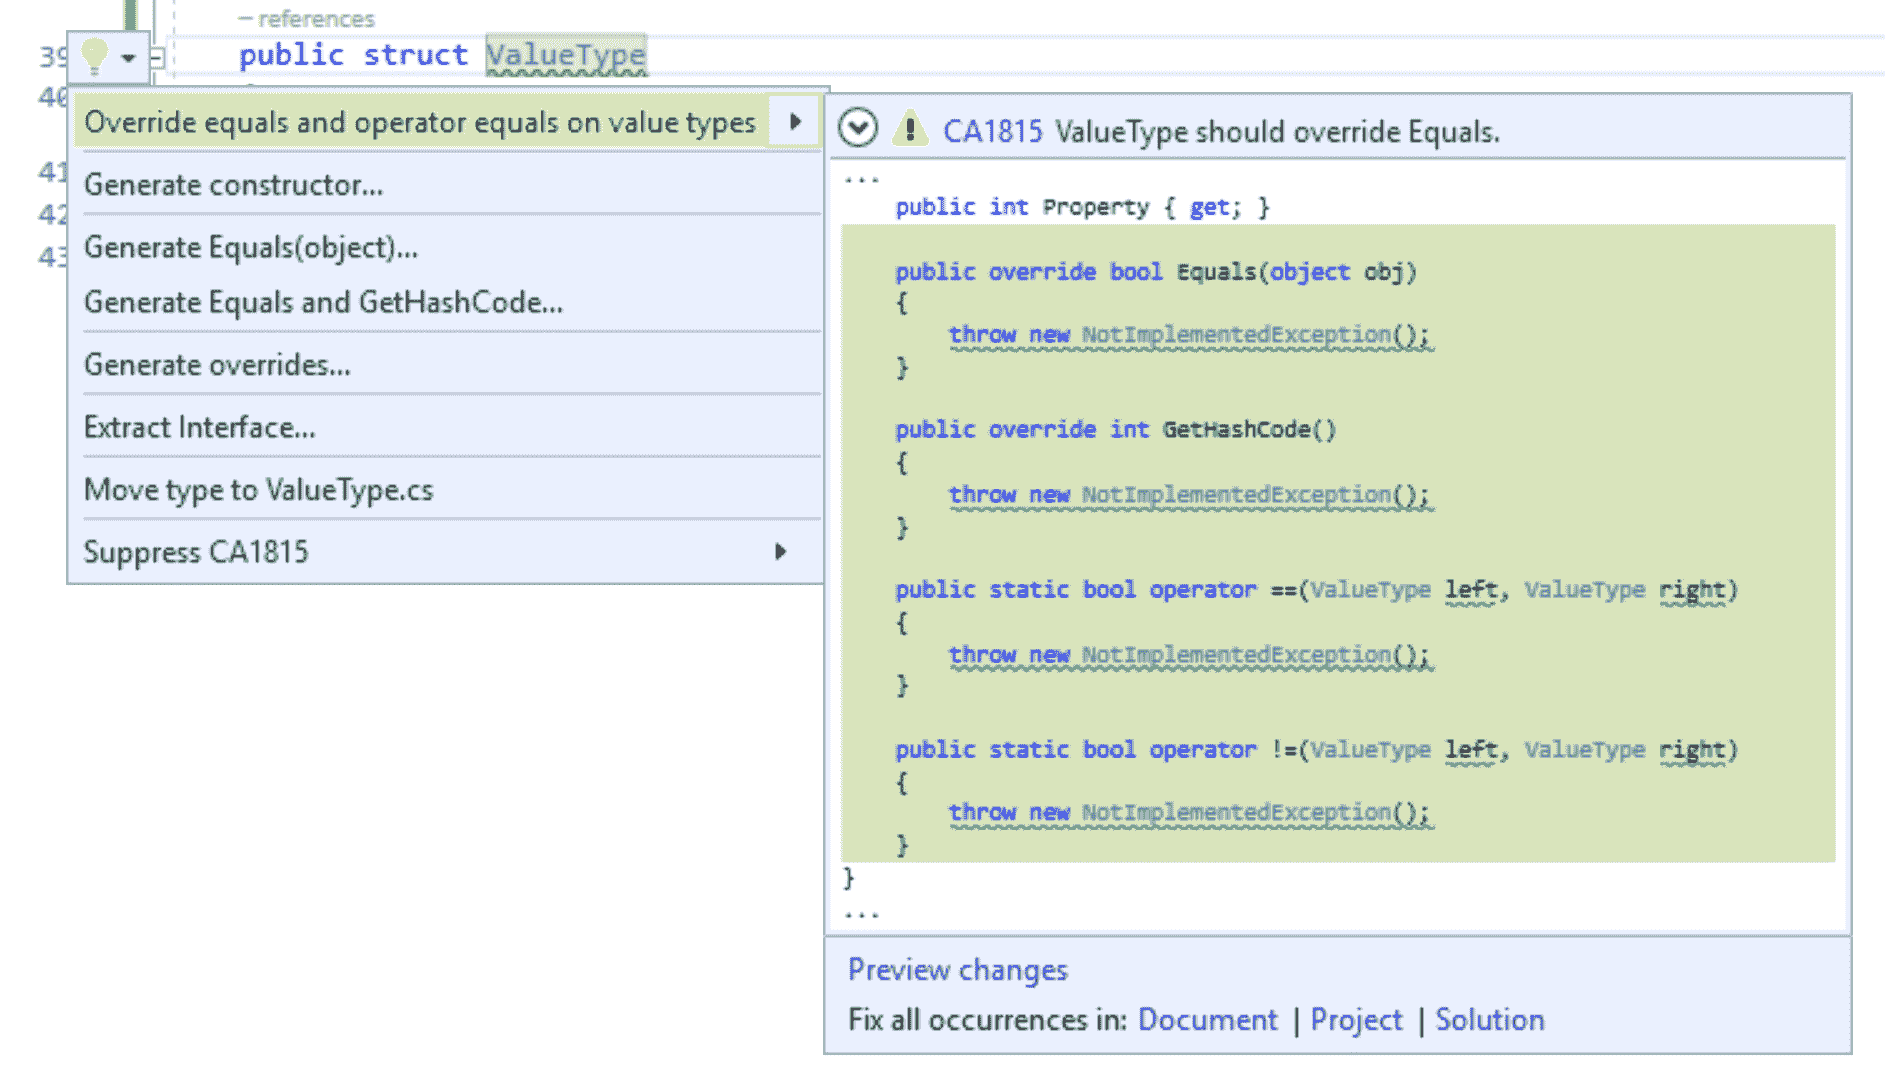 — references
39
public struct ValueType
40
41
42
43
Override equals and operator equals on value types
Generate constructor...
Generate Equals(object)...
Generate Equals and GetHashCode...
Generate overrides...
Extract Interface...
Move type to ValueType.cs
Suppress CA1815
CA1815 ValueType should override Equals.
...
public int Property { get; }
public override bool Equals(object obj)
{
throw new NotImplementedException();
}
public override int GetHashCode()
{
throw new NotImplementedException();
}
public static bool operator ==(ValueType left, ValueType right)
{
throw new NotImplementedException();
}
public static bool operator !=(ValueType left, ValueType right)
{
throw new NotImplementedException();
}
}
...
Preview changes
Fix all occurrences in: Document | Project | Solution